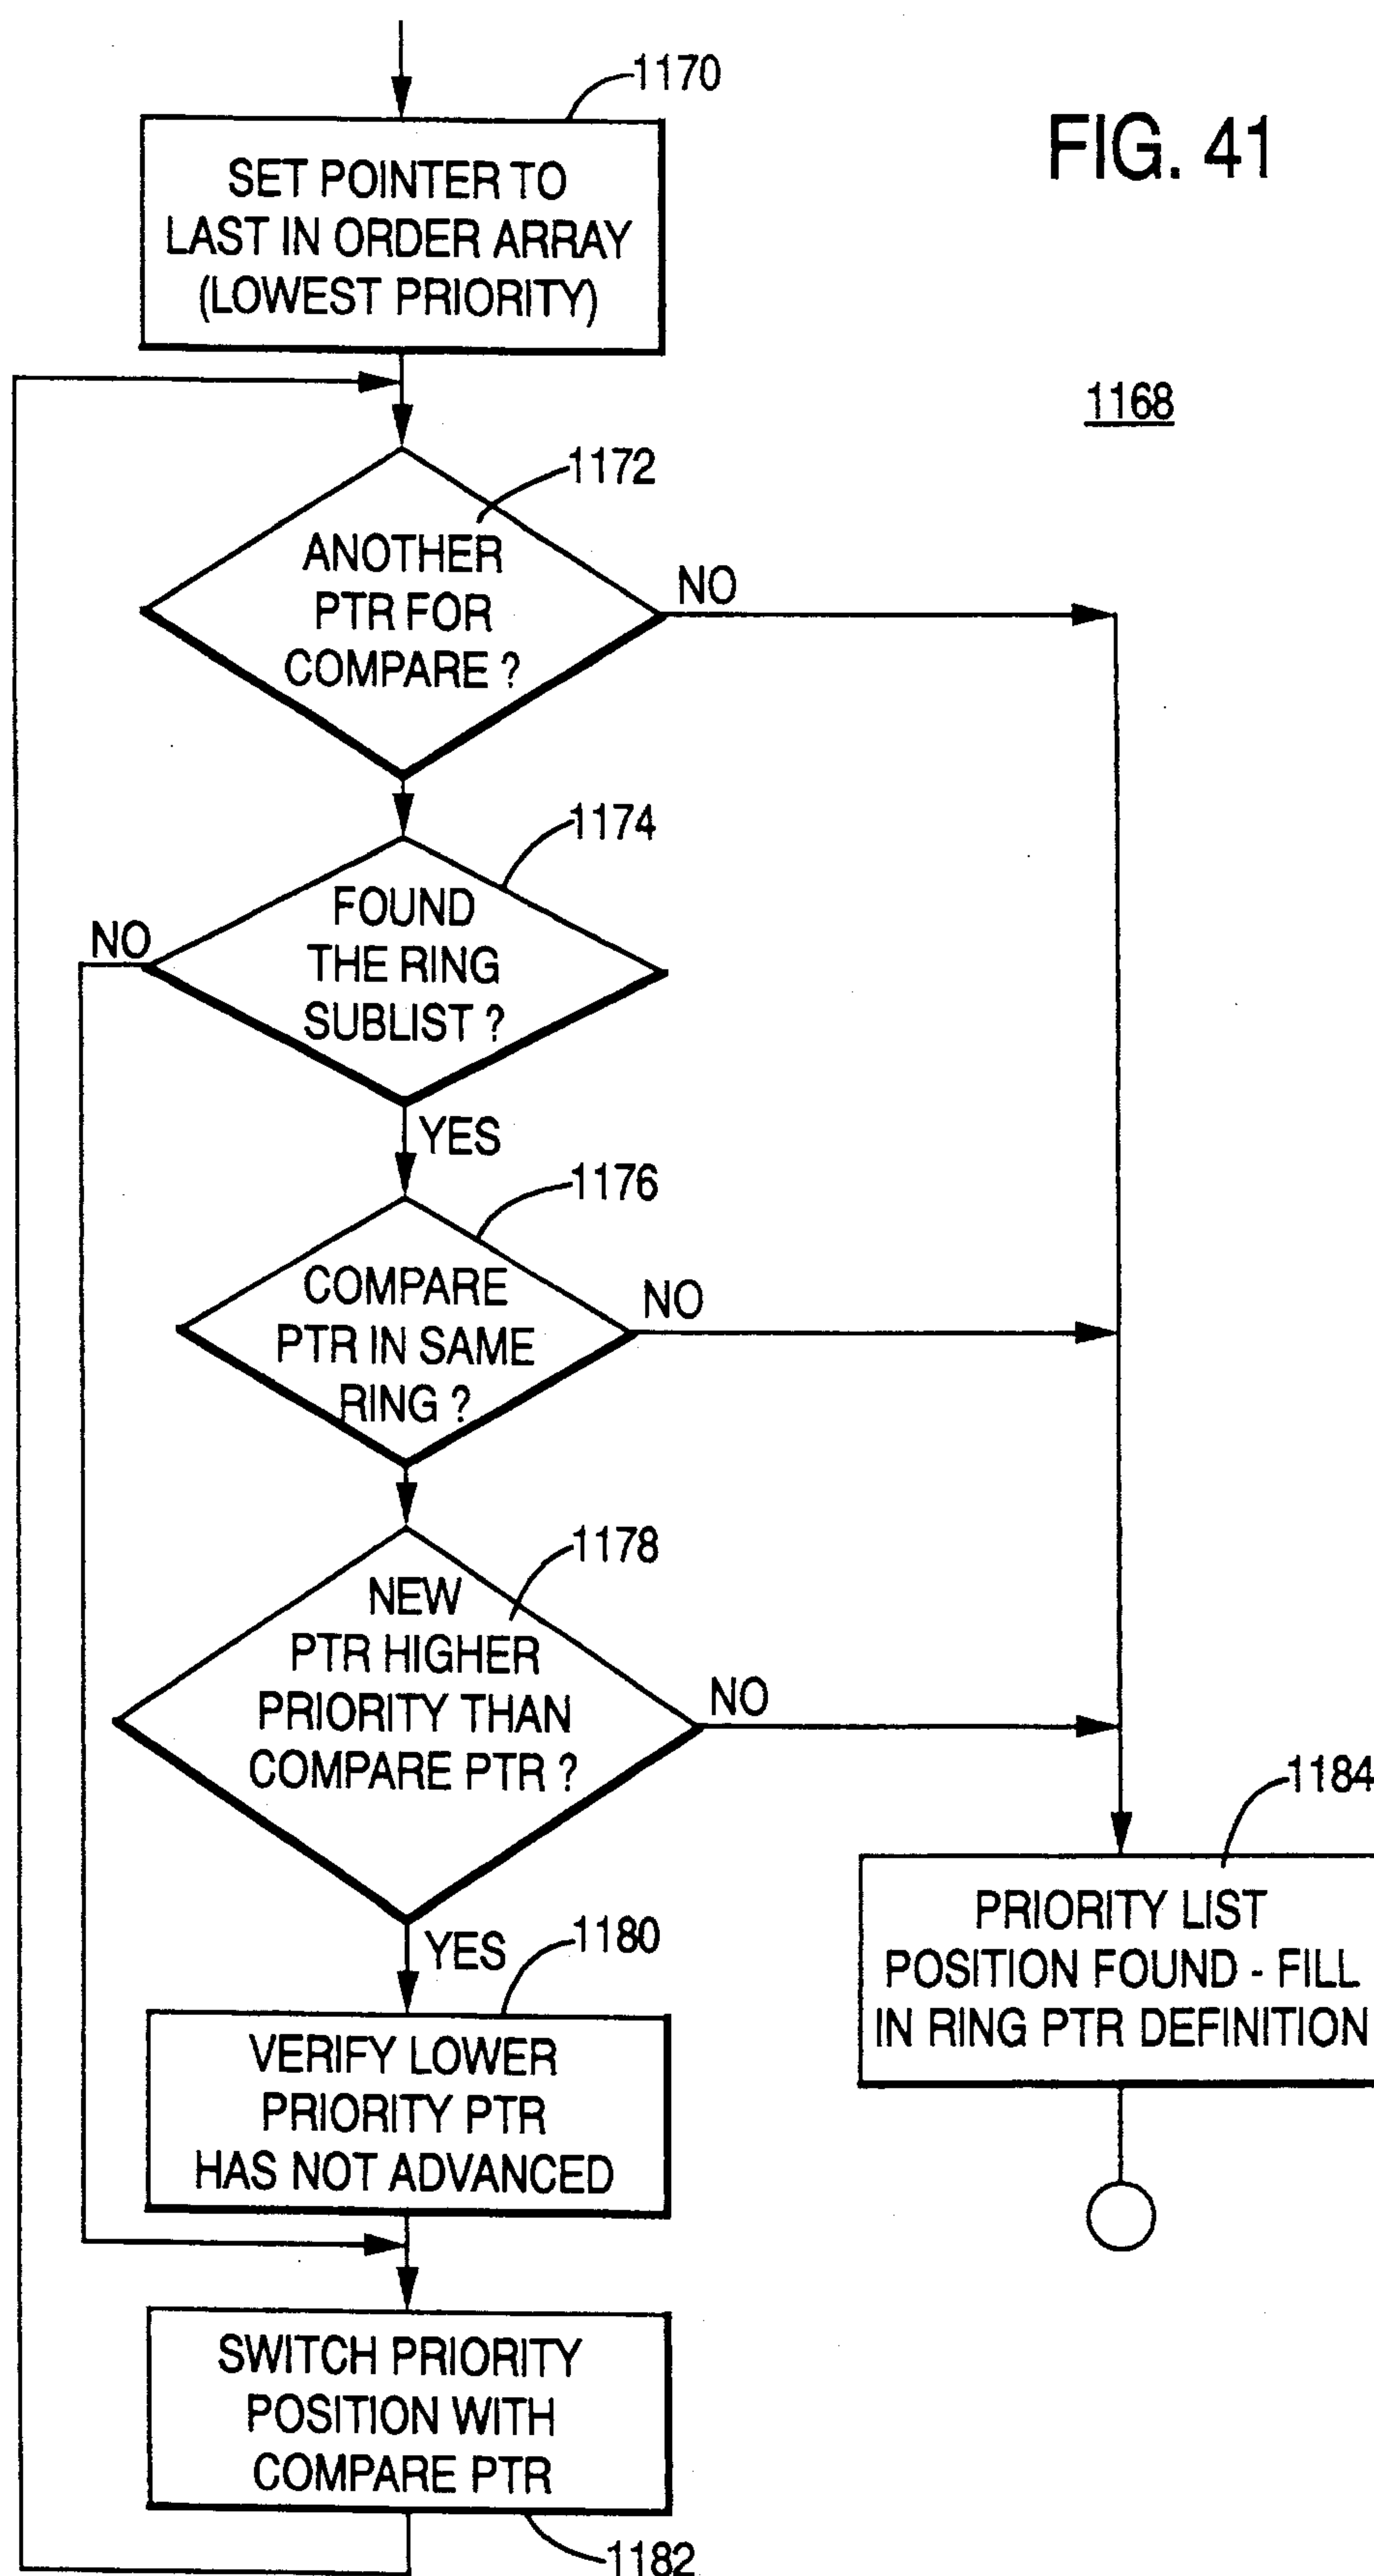 1170
FIG. 41
SET POINTER TO
LAST IN ORDER ARRAY
(LOWEST PRIORITY)
1168
1172
ANOTHER
PTR FOR
COMPARE ?
NO
1174
FOUND
THE RING
SUBLIST ?
NO
YES
1176
COMPARE
PTR IN SAME
RING ?
NO
1178
NEW
PTR HIGHER
PRIORITY THAN
COMPARE PTR ?
NO
YES
1184
PRIORITY LIST
POSITION FOUND - FILL
IN RING PTR DEFINITION
1180
VERIFY LOWER
PRIORITY PTR
HAS NOT ADVANCED
SWITCH PRIORITY
POSITION WITH
COMPARE PTR
1182